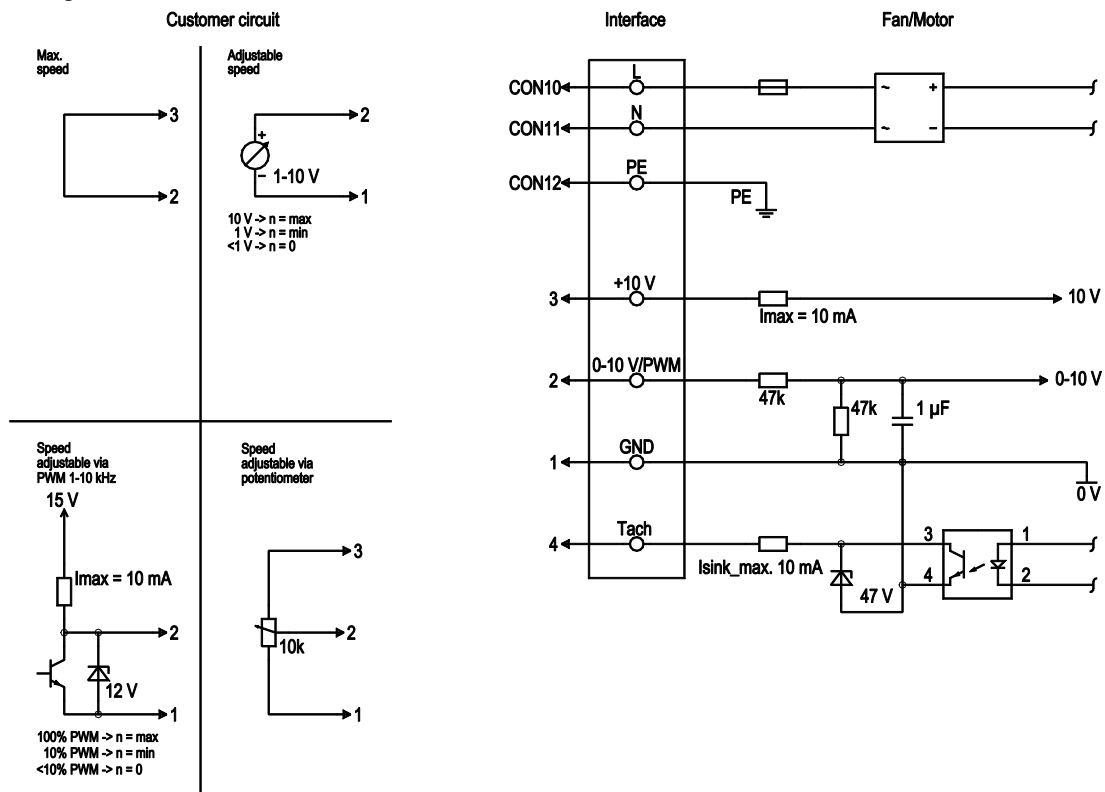 Customer circuit
Interface
Fan/Motor
Max.
speed
3
2
Adjustable
speed
2
+
–
1-10 V
1
10 V -> n = max
1 V -> n = min
<1 V -> n = 0
Speed
adjustable via
PWM 1-10 kHz
15 V
Imax = 10 mA
2
12 V
1
100% PWM -> n = max
10% PWM -> n = min
<10% PWM -> n = 0
Speed
adjustable via
potentiometer
3
2
10k
1
L
CON10
~ +
N
CON11
~ –
PE
CON12
PE
+10 V
3
10 V
Imax = 10 mA
0-10 V/PWM
2
0-10 V
47k
47k
1 µF
GND
1
0 V
Tach
4
3
1
Isink_max. 10 mA
4
2
47 V